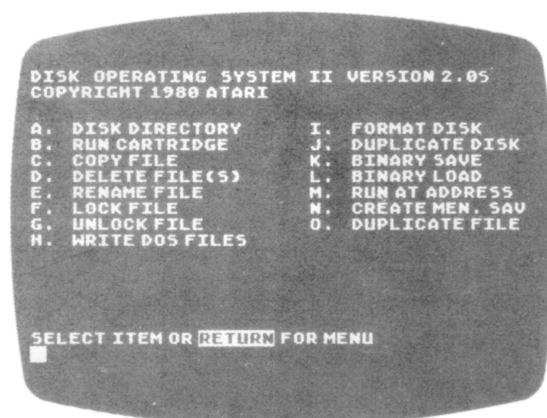 DISK OPERATING SYSTEM II VERSION 2.0S
COPYRIGHT 1980 ATARI
A. DISK DIRECTORY
B. RUN CARTRIDGE
C. COPY FILE
D. DELETE FILE(S)
E. RENAME FILE
F. LOCK FILE
G. UNLOCK FILE
H. WRITE DOS FILES
I. FORMAT DISK
J. DUPLICATE DISK
K. BINARY SAVE
L. BINARY LOAD
M. RUN AT ADDRESS
N. CREATE MEN. SAV
O. DUPLICATE FILE
SELECT ITEM OR RETURN FOR MENU